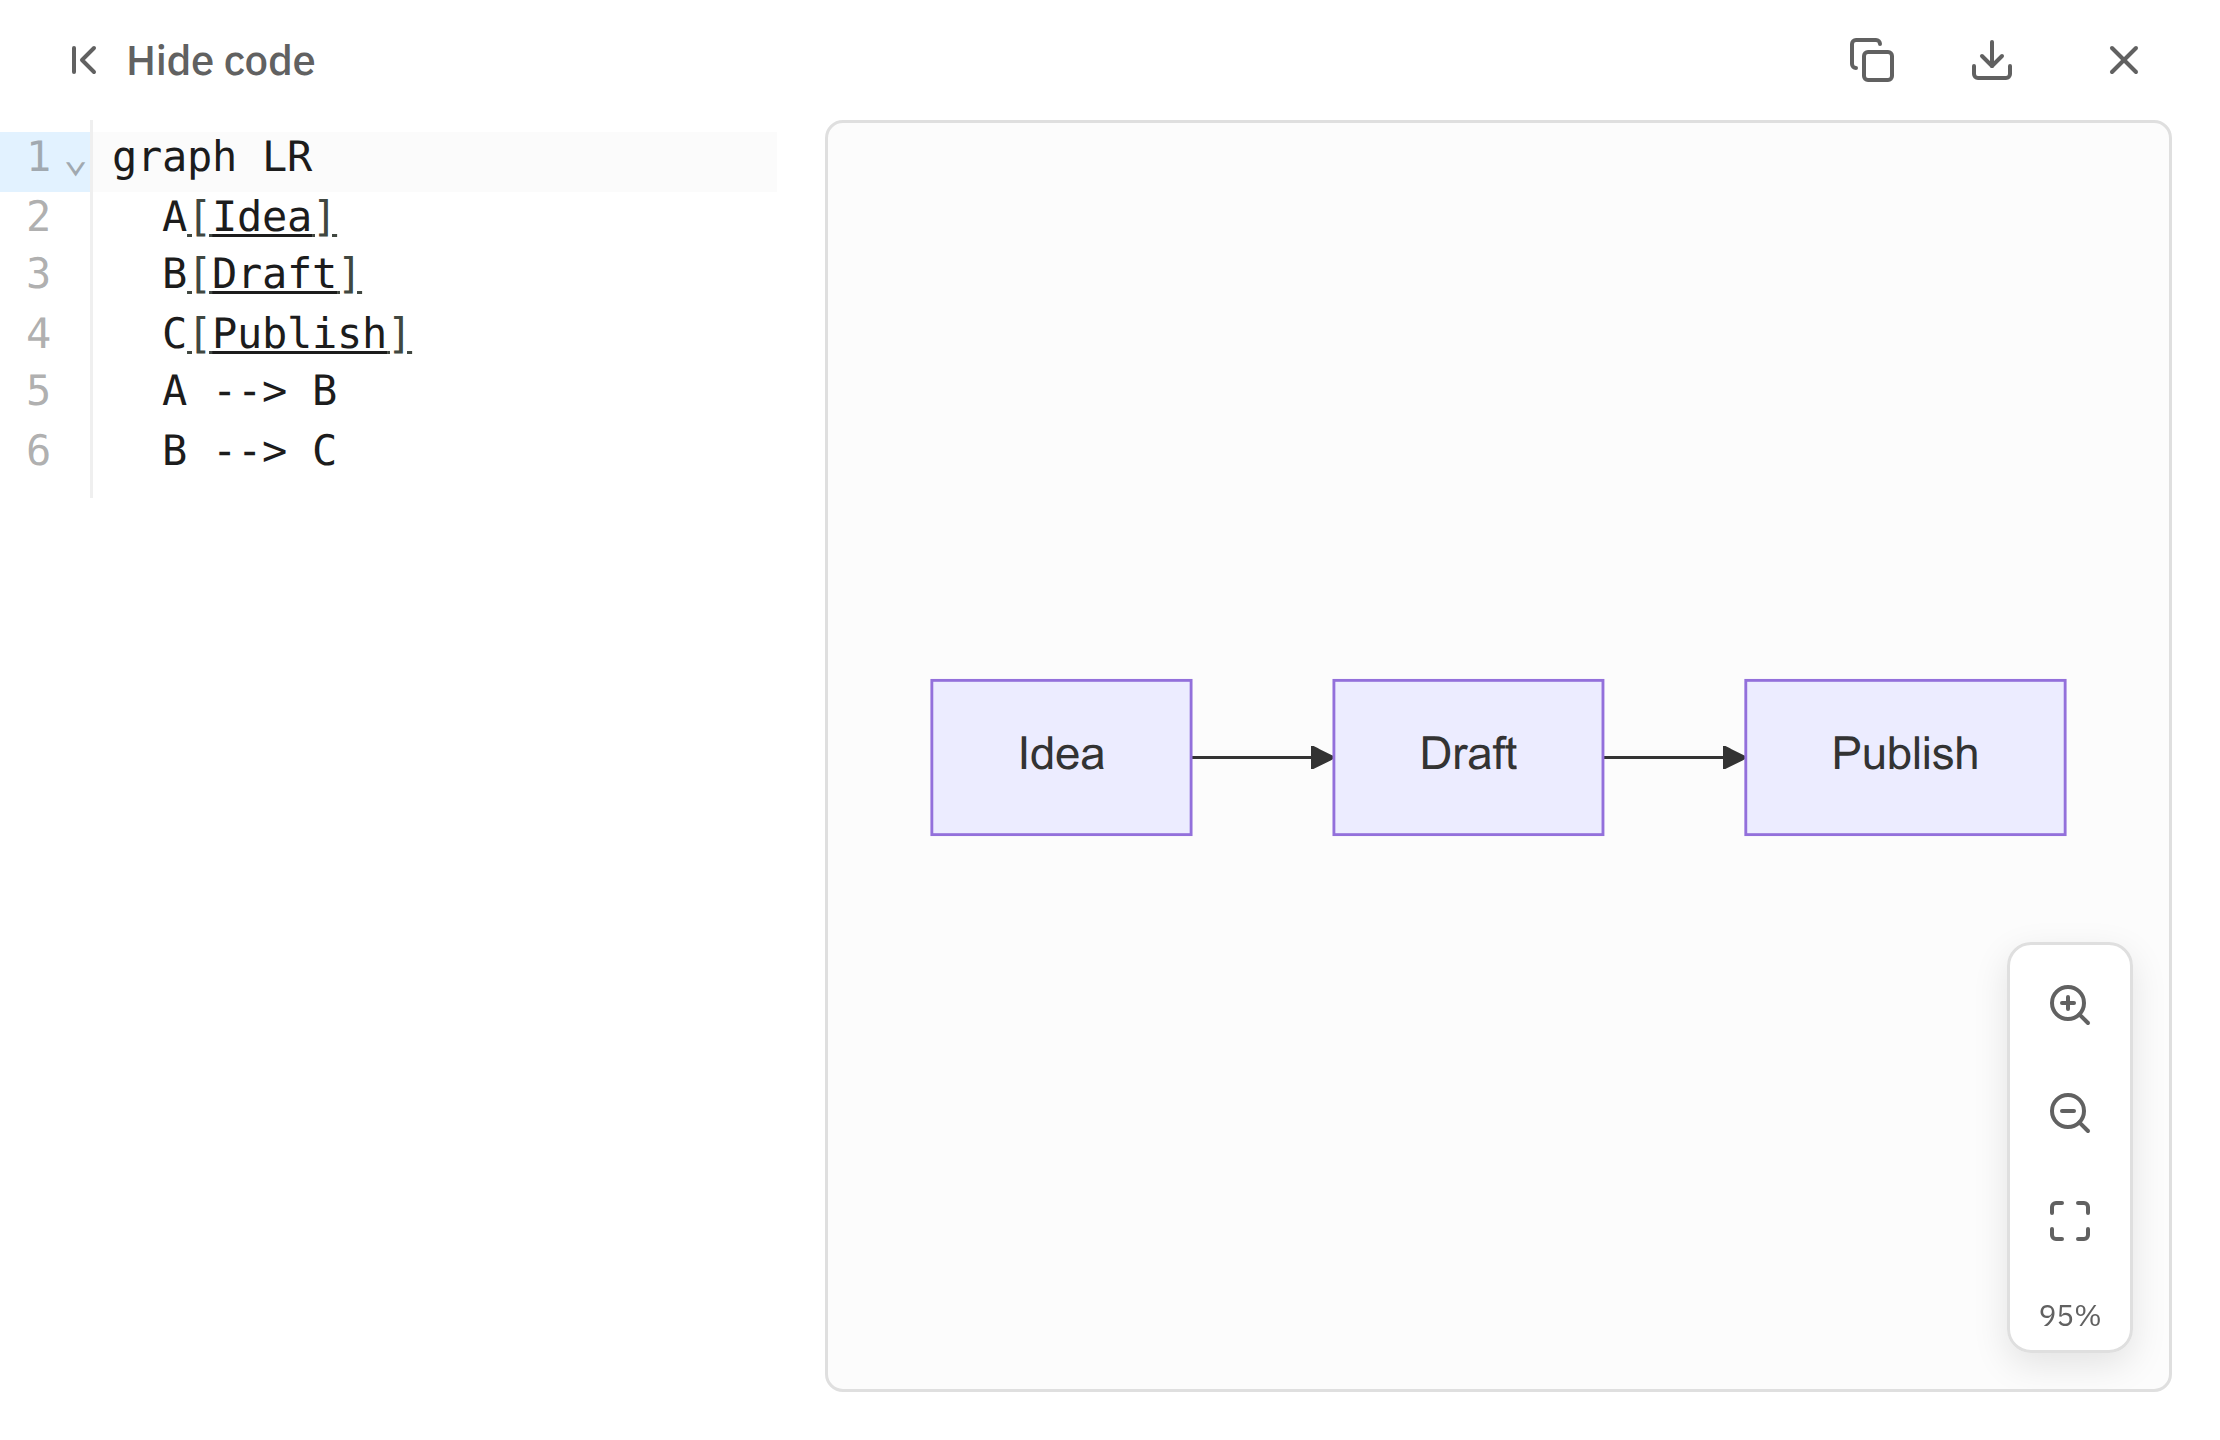 Hide code
1 graph LR
2   A[Idea]
3   B[Draft]
4   C[Publish]
5   A --> B
6   B --> C
Idea
Draft
Publish
95%